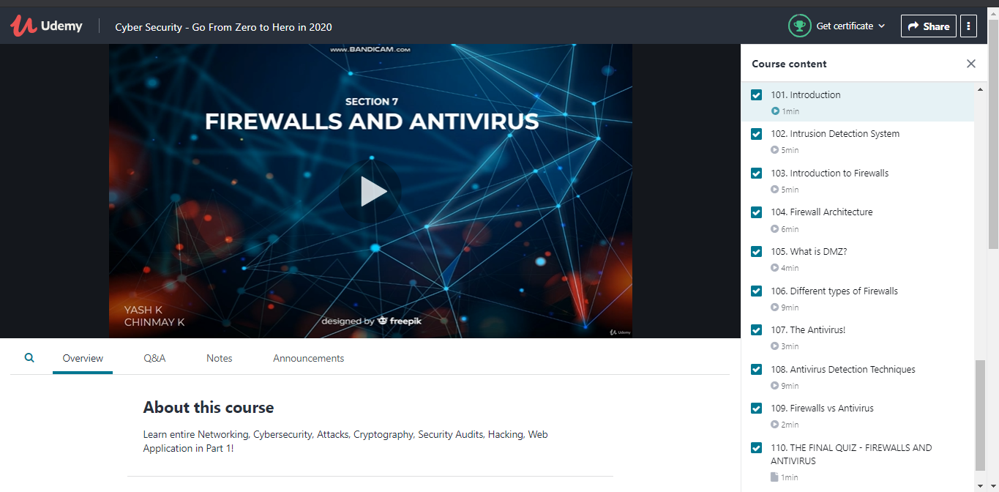 Udemy
Cyber Security - Go From Zero to Hero in 2020
Get certificate
Share
www.BANDICAM.com
SECTION 7
FIREWALLS AND ANTIVIRUS
YASH K
CHINMAY K
designed by freepik
Udemy
Overview
Q&A
Notes
Announcements
About this course
Learn entire Networking, Cybersecurity, Attacks, Cryptography, Security Audits, Hacking, Web
Application in Part 1!
Course content
101. Introduction
1min
102. Intrusion Detection System
5min
103. Introduction to Firewalls
5min
104. Firewall Architecture
6min
105. What is DMZ?
4min
106. Different types of Firewalls
9min
107. The Antivirus!
3min
108. Antivirus Detection Techniques
9min
109. Firewalls vs Antivirus
2min
110. THE FINAL QUIZ - FIREWALLS AND
ANTIVIRUS
1min